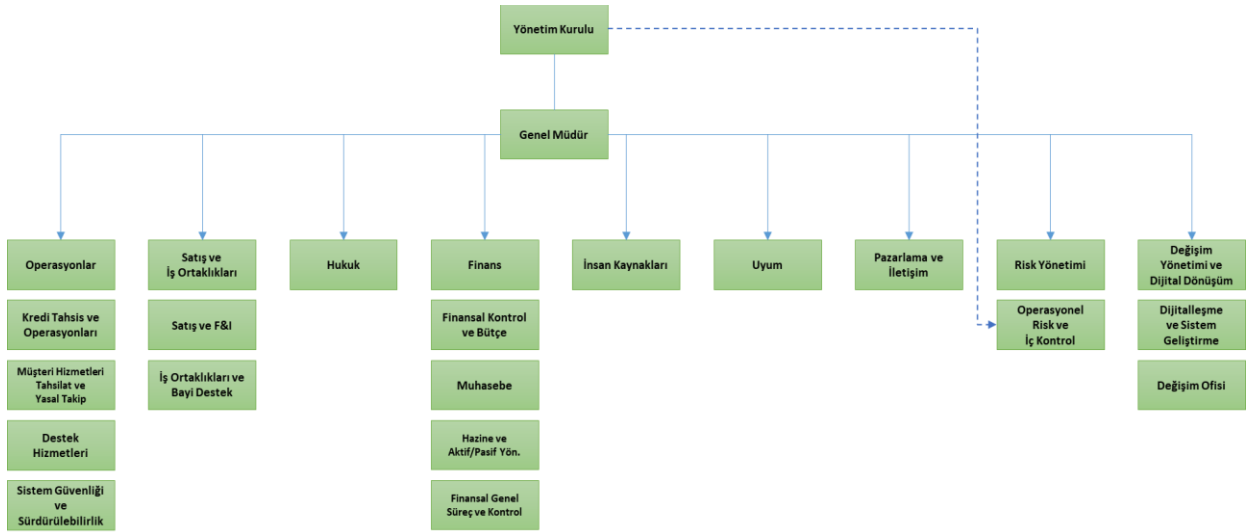 Yönetim Kurulu
Genel Müdür
Operasyonlar
Satış ve
İş Ortaklıkları
Hukuk
Finans
İnsan Kaynakları
Uyum
Pazarlama ve
İletişim
Risk Yönetimi
Değişim
Yönetimi ve
Dijital Dönüşüm
Kredi Tahsis ve
Operasyonları
Satış ve F&I
Finansal Kontrol
ve Bütçe
Operasyonel
Risk ve
İç Kontrol
Dijitalleşme
ve Sistem
Geliştirme
Müşteri Hizmetleri
Tahsilat ve
Yasal Takip
İş Ortaklıkları ve
Bayi Destek
Muhasebe
Değişim Ofisi
Destek
Hizmetleri
Hazine ve
Aktif/Pasif Yön.
Sistem Güvenliği
ve
Sürdürülebilirlik
Finansal Genel
Süreç ve Kontrol